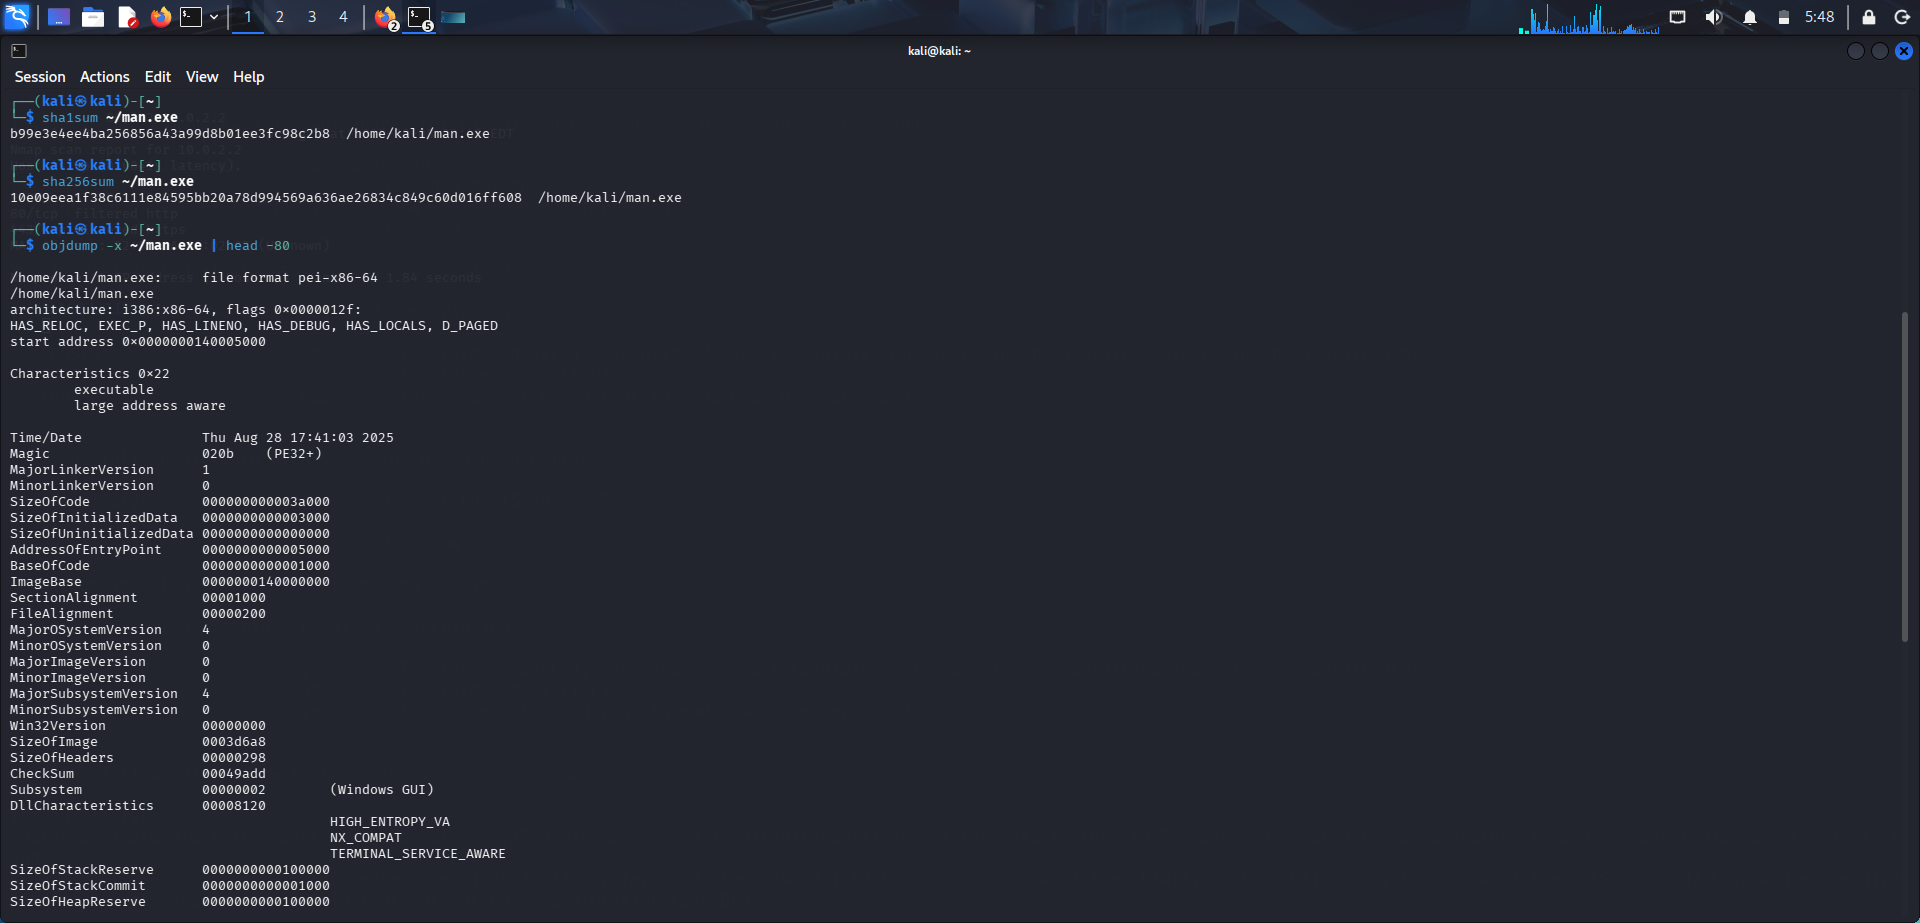 1 2 3 4 2 5 5:48
kali@kali: ~
Session Actions Edit View Help
┌──(kali㉿kali)-[~]
└─$ sha1sum ~/man.exe
b99e3e4ee4ba256856a43a99d8b01ee3fc98c2b8  /home/kali/man.exe
┌──(kali㉿kali)-[~]
└─$ sha256sum ~/man.exe
10e09eea1f38c6111e84595bb20a78d994569a636ae26834c849c60d016ff608  /home/kali/man.exe
┌──(kali㉿kali)-[~]
└─$ objdump -x ~/man.exe | head -80
/home/kali/man.exe:     file format pei-x86-64
/home/kali/man.exe
architecture: i386:x86-64, flags 0x0000012f:
HAS_RELOC, EXEC_P, HAS_LINENO, HAS_DEBUG, HAS_LOCALS, D_PAGED
start address 0x0000000140005000
Characteristics 0x22
executable
large address aware
Time/Date Thu Aug 28 17:41:03 2025
Magic 020b (PE32+)
MajorLinkerVersion 1
MinorLinkerVersion 0
SizeOfCode 000000000003a000
SizeOfInitializedData 0000000000003000
SizeOfUninitializedData 0000000000000000
AddressOfEntryPoint 0000000000005000
BaseOfCode 0000000000001000
ImageBase 0000000140000000
SectionAlignment 00001000
FileAlignment 00000200
MajorOSystemVersion 4
MinorOSystemVersion 0
MajorImageVersion 0
MinorImageVersion 0
MajorSubsystemVersion 4
MinorSubsystemVersion 0
Win32Version 00000000
SizeOfImage 0003d6a8
SizeOfHeaders 00000298
CheckSum 00049add
Subsystem 00000002 (Windows GUI)
DllCharacteristics 00008120
HIGH_ENTROPY_VA
NX_COMPAT
TERMINAL_SERVICE_AWARE
SizeOfStackReserve 0000000000100000
SizeOfStackCommit 0000000000001000
SizeOfHeapReserve 0000000000100000